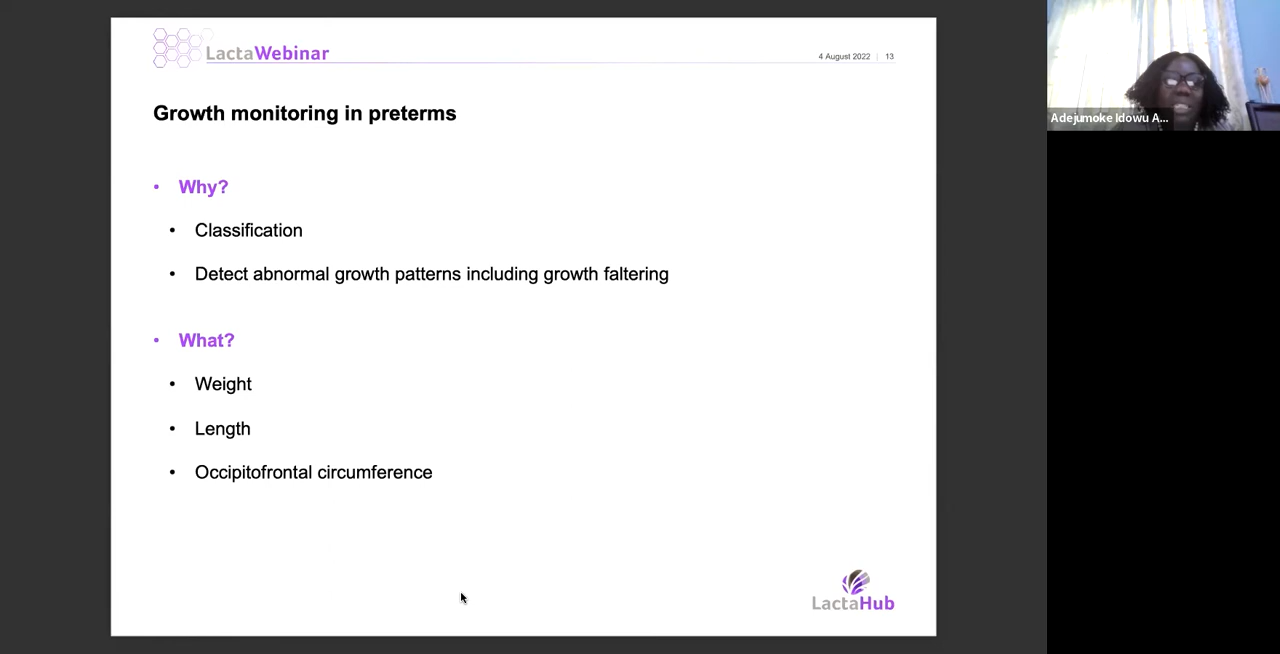 LactaWebinar
4 August 2022 | 13
Growth monitoring in preterms
• Why?
• Classification
• Detect abnormal growth patterns including growth faltering
• What?
• Weight
• Length
• Occipitofrontal circumference
LactaHub
Adejumoke Idowu A...